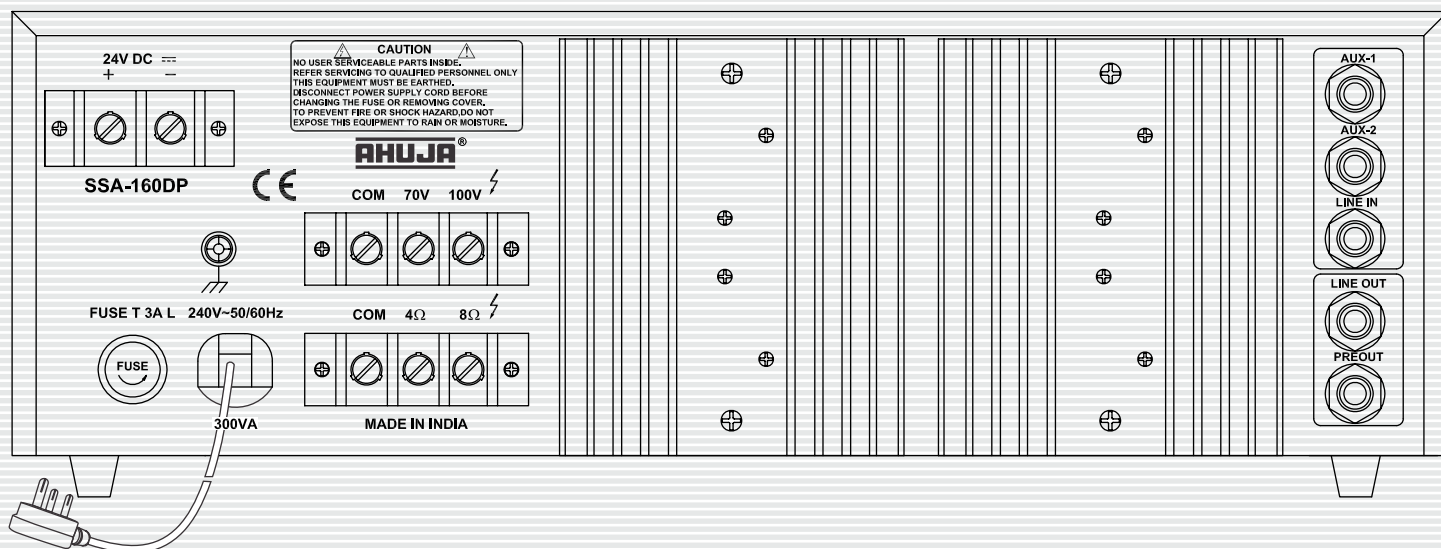 24V DC
+ −
SSA-160DP
CAUTION
NO USER SERVICEABLE PARTS INSIDE.
REFER SERVICING TO QUALIFIED PERSONNEL ONLY
THIS EQUIPMENT MUST BE EARTHED.
DISCONNECT POWER SUPPLY CORD BEFORE
CHANGING THE FUSE OR REMOVING COVER.
TO PREVENT FIRE OR SHOCK HAZARD,DO NOT
EXPOSE THIS EQUIPMENT TO RAIN OR MOISTURE.
AHUJA®
CE
COM 70V 100V
FUSE T 3A L 240V~50/60Hz
COM 4Ω 8Ω
FUSE
300VA
MADE IN INDIA
AUX-1
AUX-2
LINE IN
LINE OUT
PREOUT